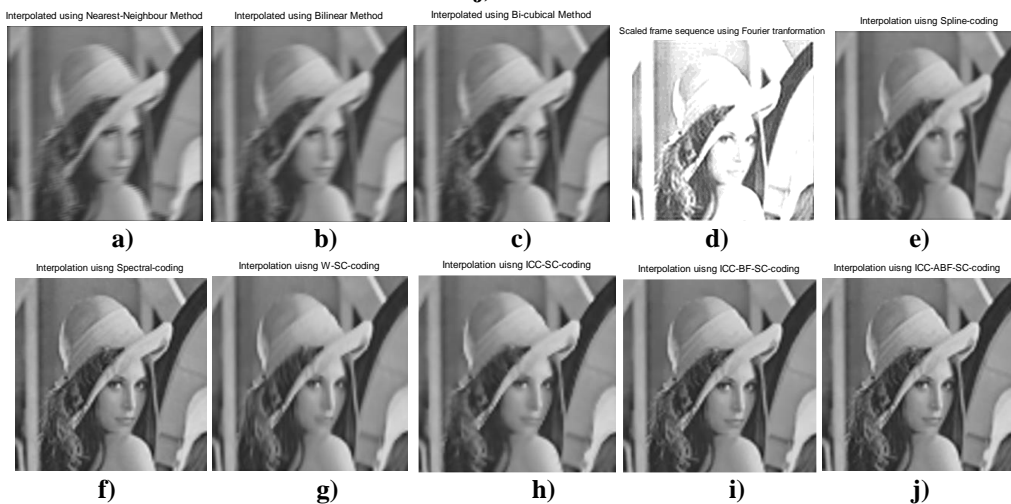 Interpolated using Nearest-Neighbour Method
Interpolated using Bilinear Method
Interpolated using Bi-cubical Method
Scaled frame sequence using Fourier tranformation
Interpolation uisng Spline-coding
a)
b)
c)
d)
e)
Interpolation uisng Spectral-coding
Interpolation uisng W-SC-coding
Interpolation uisng ICC-SC-coding
Interpolation uisng ICC-BF-SC-coding
Interpolation uisng ICC-ABF-SC-coding
f)
g)
h)
i)
j)